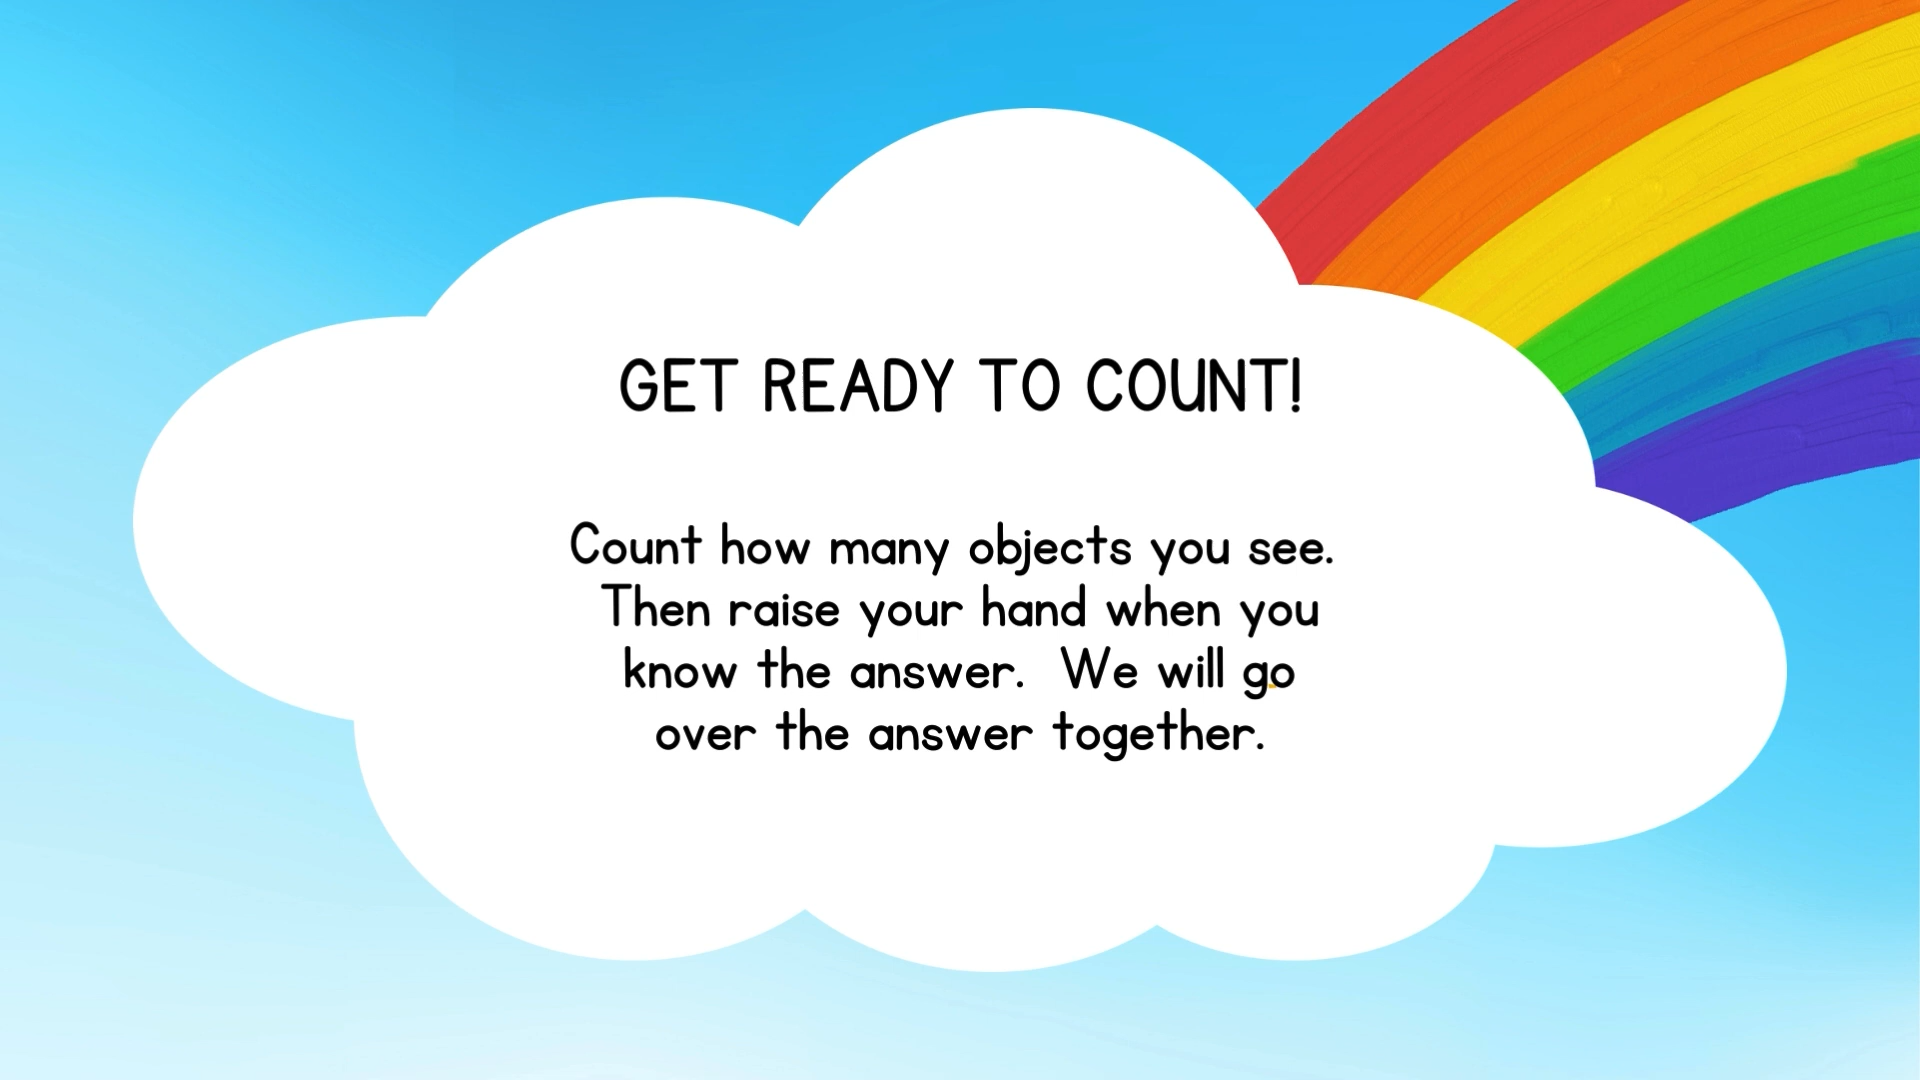 GET READY TO COUNT!
Count how many objects you see.
Then raise your hand when you
know the answer.  We will go
over the answer together.